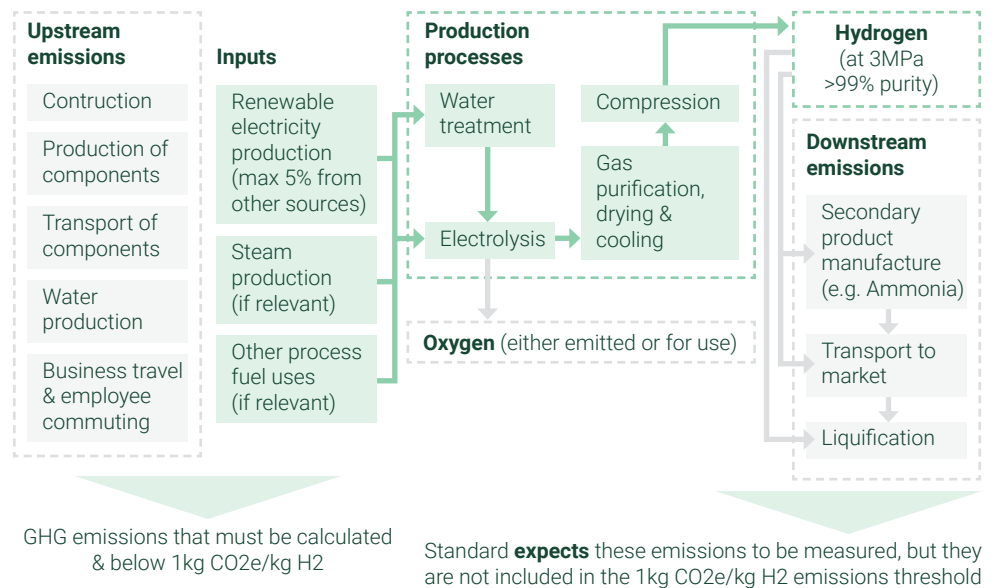 Upstream
emissions
Contruction
Production of
components
Transport of
components
Water
production
Business travel
& employee
commuting
Inputs
Renewable
electricity
production
(max 5% from
other sources)
Steam
production
(if relevant)
Other process
fuel uses
(if relevant)
Production
processes
Water
treatment
Electrolysis
Compression
Gas
purification,
drying &
cooling
Oxygen (either emitted or for use)
Hydrogen
(at 3MPa
>99% purity)
Downstream
emissions
Secondary
product
manufacture
(e.g. Ammonia)
Transport to
market
Liquification
GHG emissions that must be calculated
& below 1kg CO2e/kg H2
Standard expects these emissions to be measured, but they
are not included in the 1kg CO2e/kg H2 emissions threshold